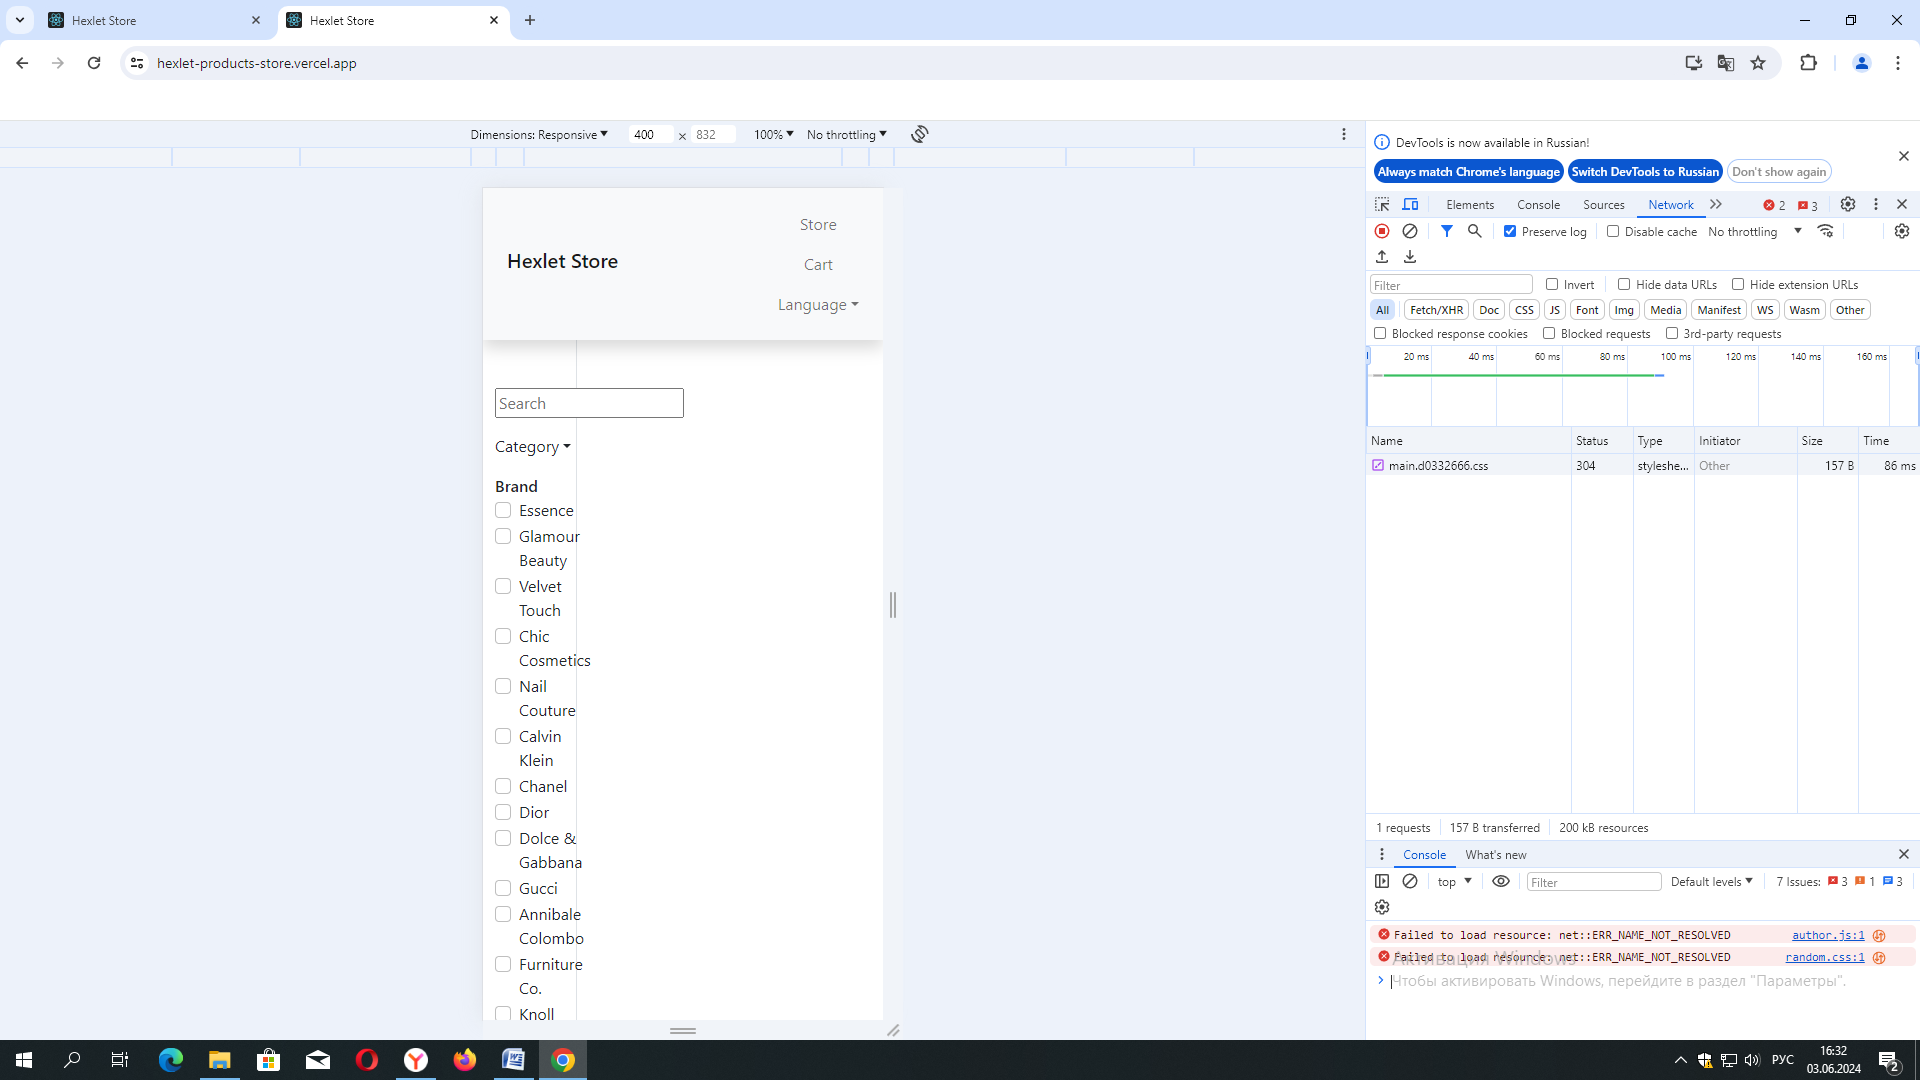 Hexlet Store
Hexlet Store
hexlet-products-store.vercel.app
Dimensions: Responsive 400 × 832 100% No throttling
DevTools is now available in Russian!
Always match Chrome's language Switch DevTools to Russian Don't show again
Elements Console Sources Network 2 3
Preserve log Disable cache No throttling
Filter Invert Hide data URLs Hide extension URLs
All Fetch/XHR Doc CSS JS Font Img Media Manifest WS Wasm Other
Blocked response cookies Blocked requests 3rd-party requests
20 ms 40 ms 60 ms 80 ms 100 ms 120 ms 140 ms 160 ms
Name Status Type Initiator Size Time
main.d0332666.css 304 styleshe... Other 157 B 86 ms
1 requests 157 B transferred 200 kB resources
Console What's new
top Filter Default levels 7 Issues: 3 1 3
Failed to load resource: net::ERR_NAME_NOT_RESOLVED author.js:1
Failed to load resource: net::ERR_NAME_NOT_RESOLVED random.css:1
Активация Windows
Чтобы активировать Windows, перейдите в раздел "Параметры".
Hexlet Store
Store
Cart
Language
Search
Category
Brand
Essence
Glamour
Beauty
Velvet
Touch
Chic
Cosmetics
Nail
Couture
Calvin
Klein
Chanel
Dior
Dolce &
Gabbana
Gucci
Annibale
Colombo
Furniture
Co.
Knoll
РУС
16:32
03.06.2024
2